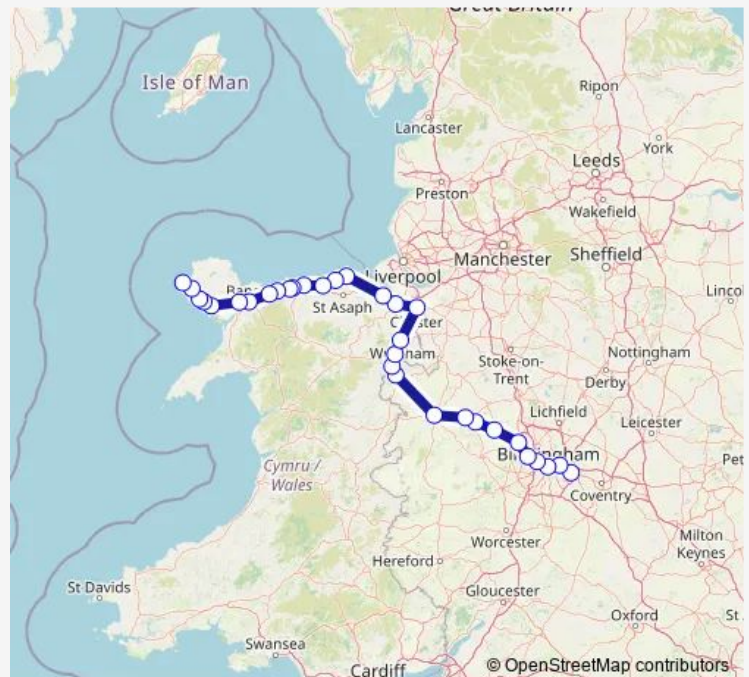 Great Britain
Isle of Man
Ripon
Lancaster
York
Leeds
Preston
Wakefield
Manchester
Sheffield
Liverpool
St Asaph
Stoke-on-
Trent
Nottingham
Derby
Lichfield
Leicester
Cymru /
Wales
Coventry
Worcester
Milton
Keynes
Hereford
St Davids
Gloucester
Oxford
Swansea
Cardiff
© OpenStreetMap contributors